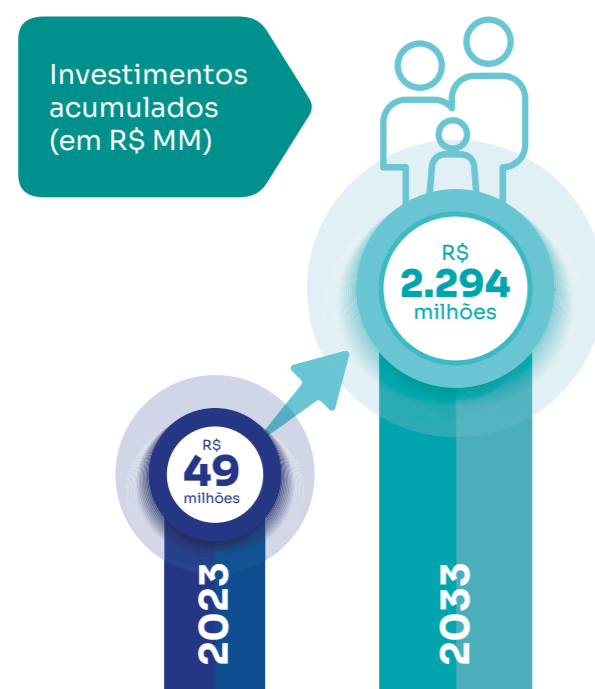 Investimentos
acumulados
(em R$ MM)
R$
2.294
milhões
R$
49
milhões
2023
2033